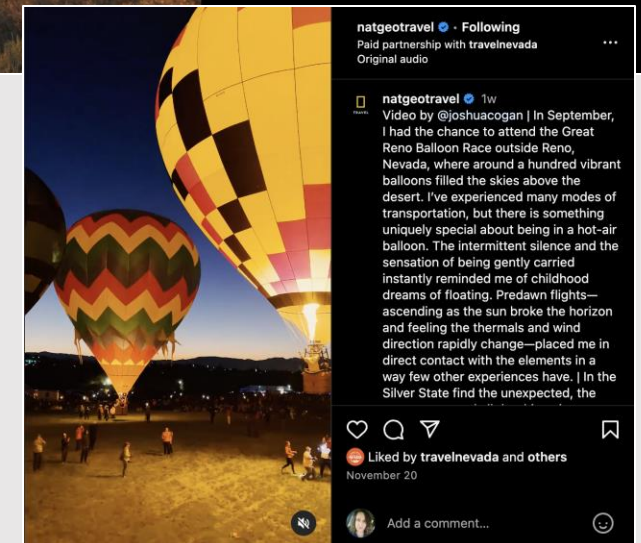 natgeotravel · Following
Paid partnership with travelnevada
Original audio
natgeotravel 1w
Video by @joshuacogan | In September,
I had the chance to attend the Great
Reno Balloon Race outside Reno,
Nevada, where around a hundred vibrant
balloons filled the skies above the
desert. I've experienced many modes of
transportation, but there is something
uniquely special about being in a hot-air
balloon. The intermittent silence and the
sensation of being gently carried
instantly reminded me of childhood
dreams of floating. Predawn flights—
ascending as the sun broke the horizon
and feeling the thermals and wind
direction rapidly change—placed me in
direct contact with the elements in a
way few other experiences have. | In the
Silver State find the unexpected, the
Liked by travelnevada and others
November 20
Add a comment...